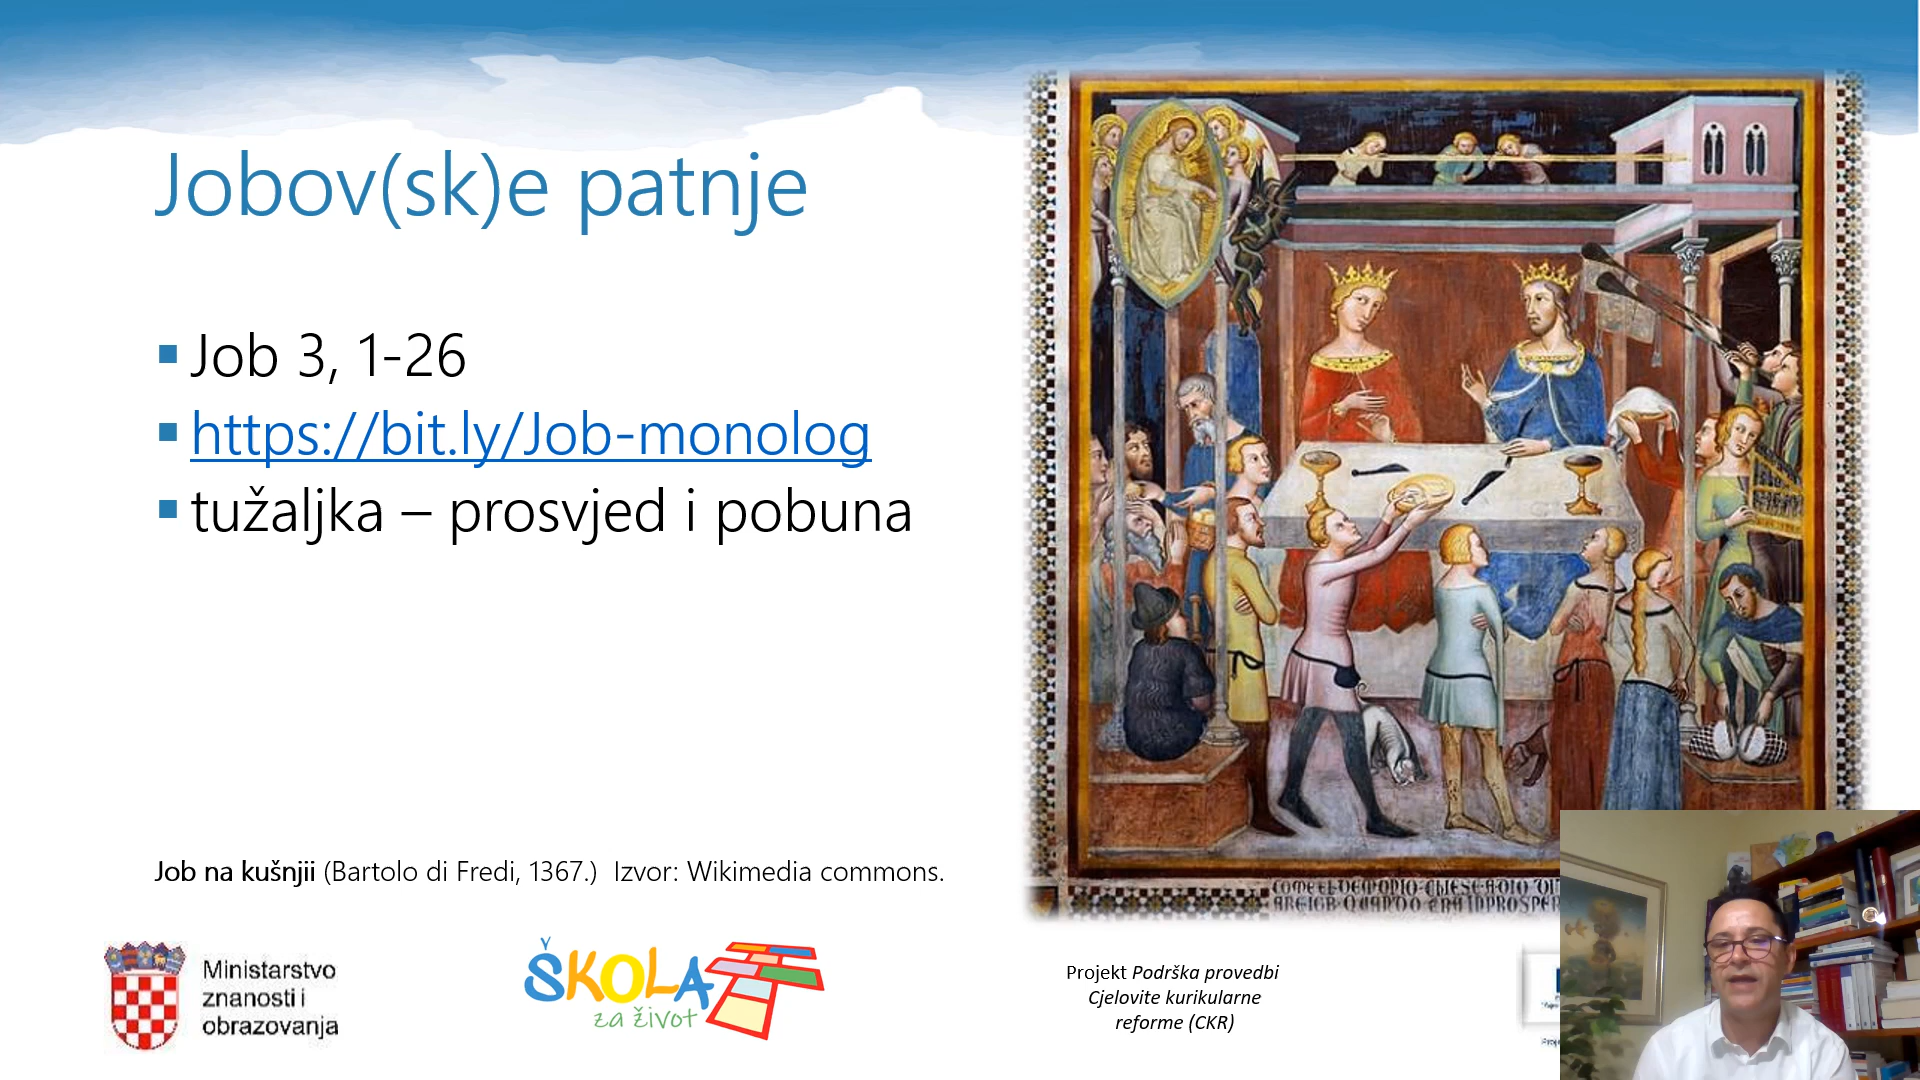 Jobov(sk)e patnje
Job 3, 1-26
https://bit.ly/Job-monolog
tužaljka – prosvjed i pobuna
Job na kušnjii (Bartolo di Fredi, 1367.) Izvor: Wikimedia commons.
Ministarstvo
znanosti i
obrazovanja
ŠKOLA
za život
Projekt Podrška provedbi
Cjelovite kurikularne
reforme (CKR)